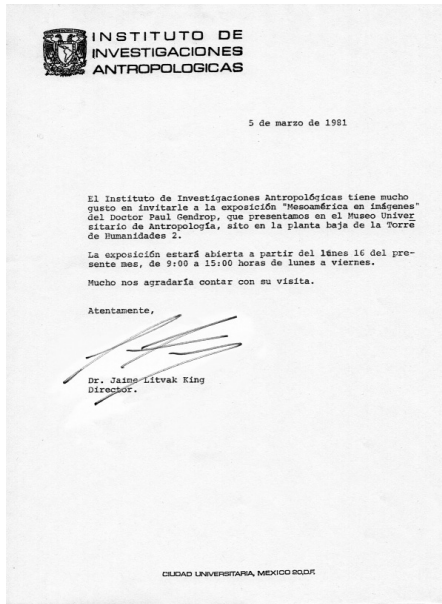 INSTITUTO DE
INVESTIGACIONES
ANTROPOLOGICAS
5 de marzo de 1981
El Instituto de Investigaciones Antropológicas tiene mucho
gusto en invitarle a la exposición "Mesoamérica en imágenes"
del Doctor Paul Gendrop, que presentamos en el Museo Univer
sitario de Antropología, sito en la planta baja de la Torre
de Humanidades 2.
La exposición estará abierta a partir del lúnes 16 del pre-
sente mes, de 9:00 a 15:00 horas de lunes a viernes.
Mucho nos agradaría contar con su visita.
Atentamente,
Dr. Jaime Litvak King
Director.
CIUDAD UNIVERSITARIA, MEXICO 20,D.F.